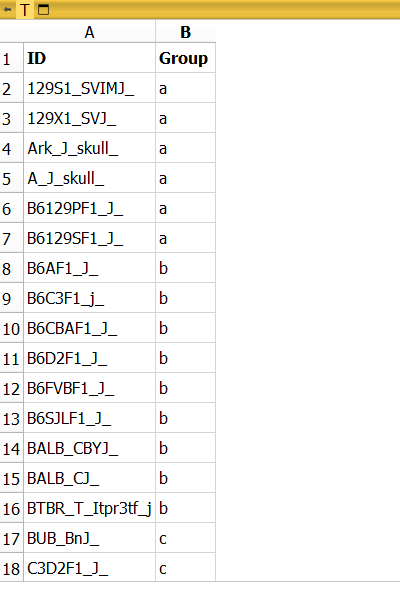 T
A B
1 ID Group
2 129S1_SVIMJ_ a
3 129X1_SVJ_ a
4 Ark_J_skull_ a
5 A_J_skull_ a
6 B6129PF1_J_ a
7 B6129SF1_J_ a
8 B6AF1_J_ b
9 B6C3F1_j_ b
10 B6CBAF1_J_ b
11 B6D2F1_J_ b
12 B6FVBF1_J_ b
13 B6SJLF1_J_ b
14 BALB_CBYJ_ b
15 BALB_CJ_ b
16 BTBR_T_Itpr3tf_j b
17 BUB_BnJ_ c
18 C3D2F1_J_ c